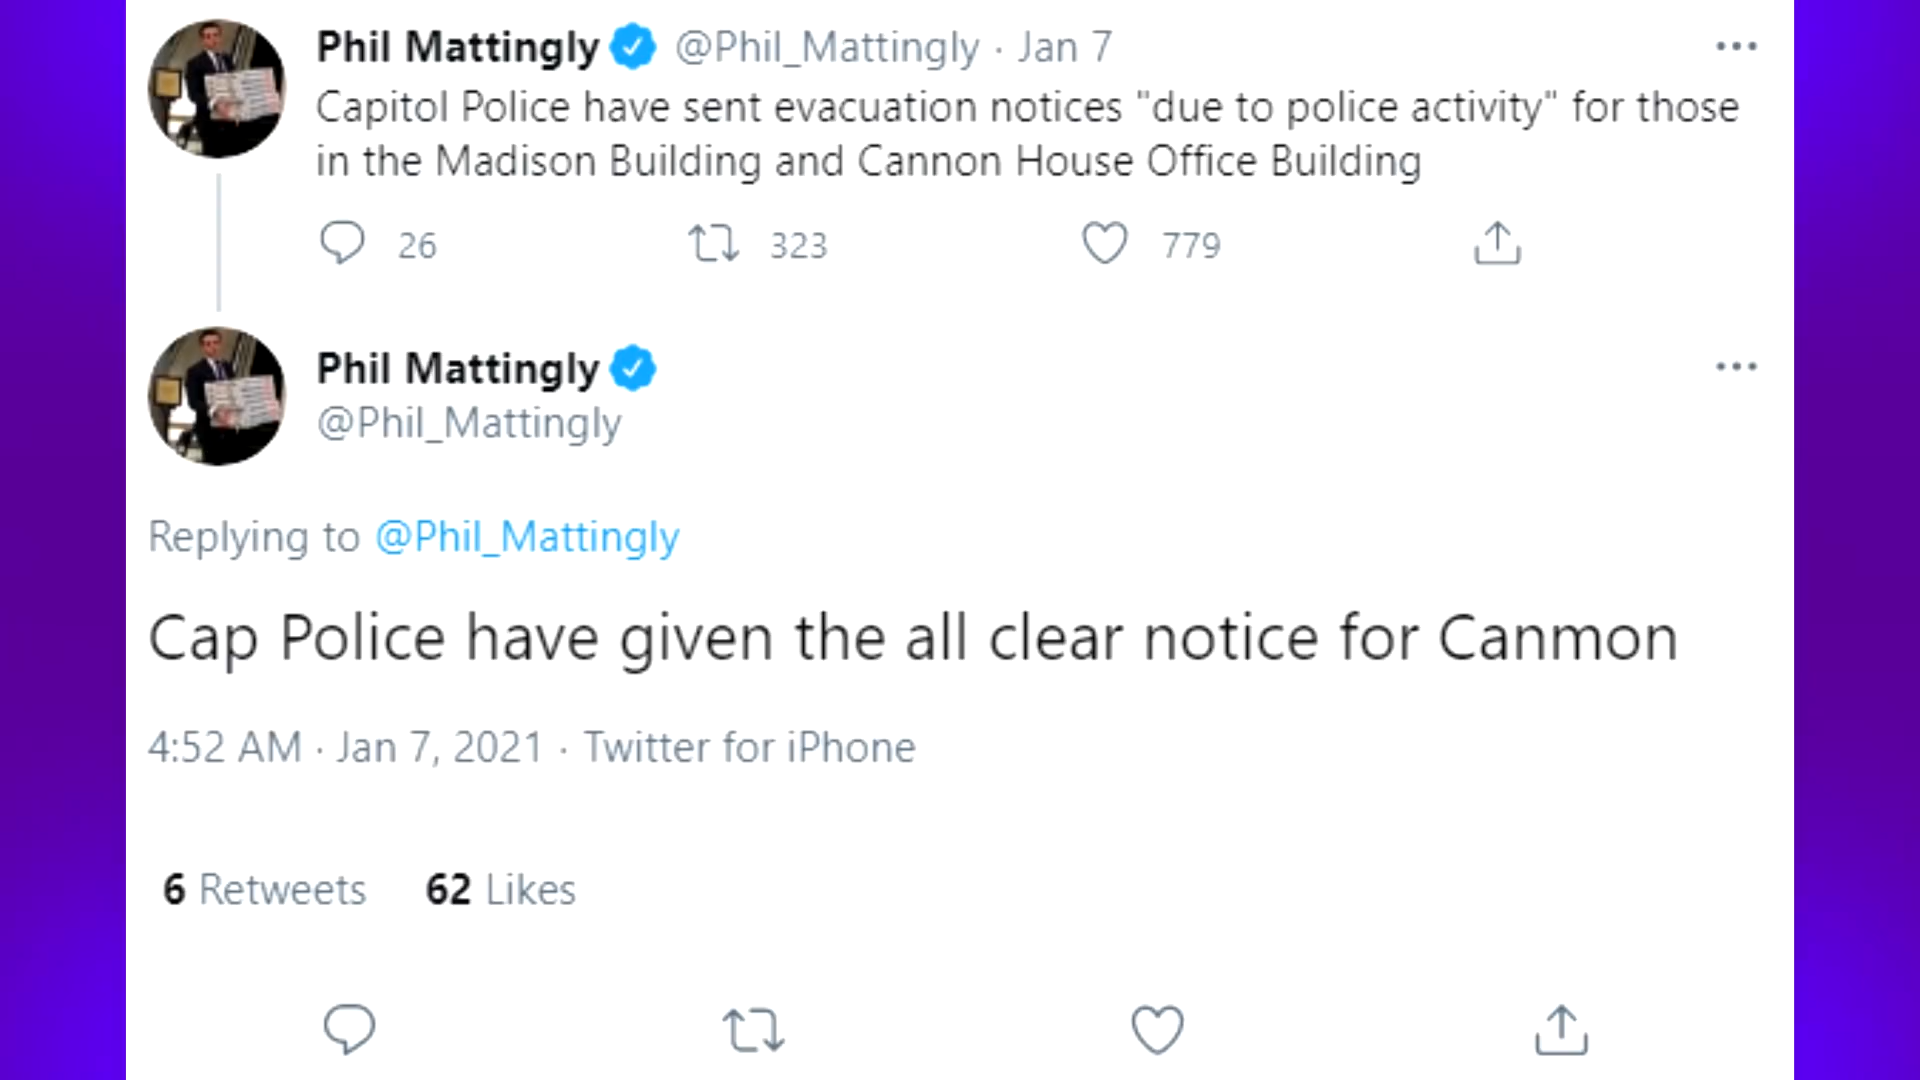 Phil Mattingly @Phil_Mattingly · Jan 7
Capitol Police have sent evacuation notices "due to police activity" for those
in the Madison Building and Cannon House Office Building
26 323 779
Phil Mattingly
@Phil_Mattingly
Replying to @Phil_Mattingly
Cap Police have given the all clear notice for Canmon
4:52 AM · Jan 7, 2021 · Twitter for iPhone
6 Retweets 62 Likes